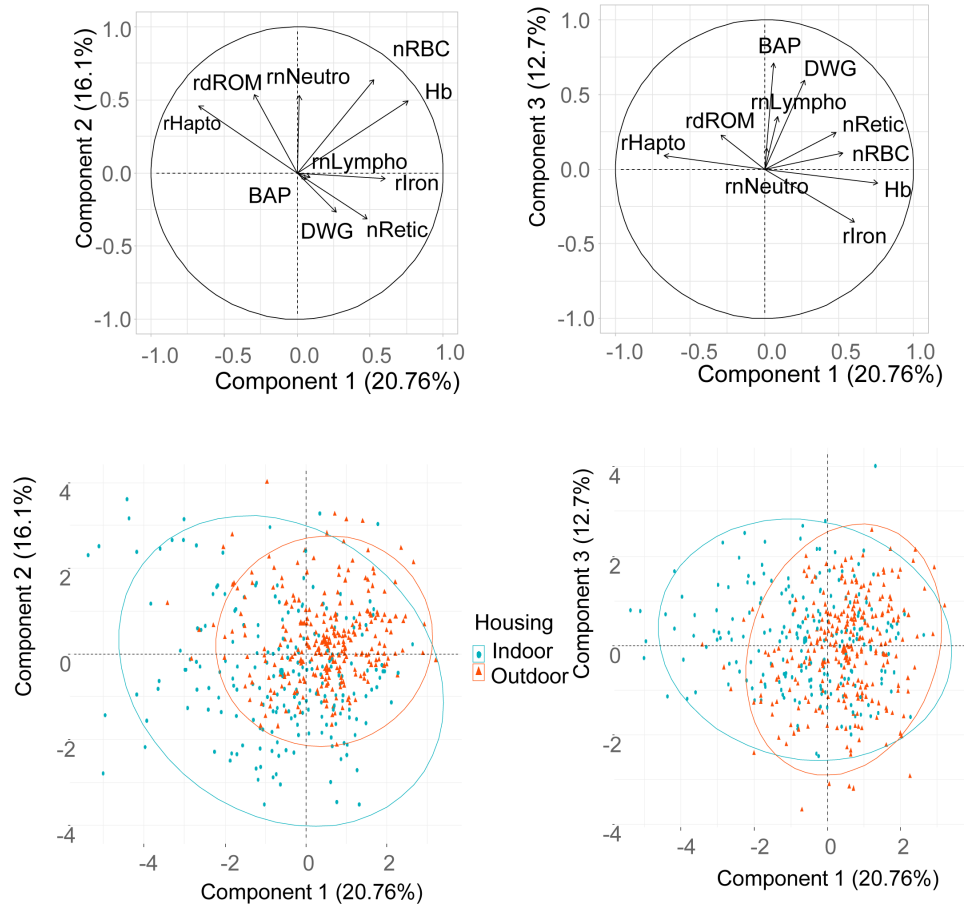 Component 2 (16.1%)
1.0
0.5
0.0
-0.5
-1.0
nRBC
rdROM
rnNeutro
Hb
rHapto
rnLympho
rIron
BAP
DWG
nRetic
-1.0
-0.5
0.0
0.5
1.0
Component 1 (20.76%)
Component 3 (12.7%)
1.0
0.5
0.0
-0.5
-1.0
BAP
DWG
rnLympho
rdROM
nRetic
rHapto
nRBC
rnNeutro
Hb
rIron
-1.0
-0.5
0.0
0.5
1.0
Component 1 (20.76%)
Component 2 (16.1%)
4
2
0
-2
-4
-4
-2
0
2
Component 1 (20.76%)
Housing
Indoor
Outdoor
Component 3 (12.7%)
4
2
0
-2
-4
-4
-2
0
2
Component 1 (20.76%)